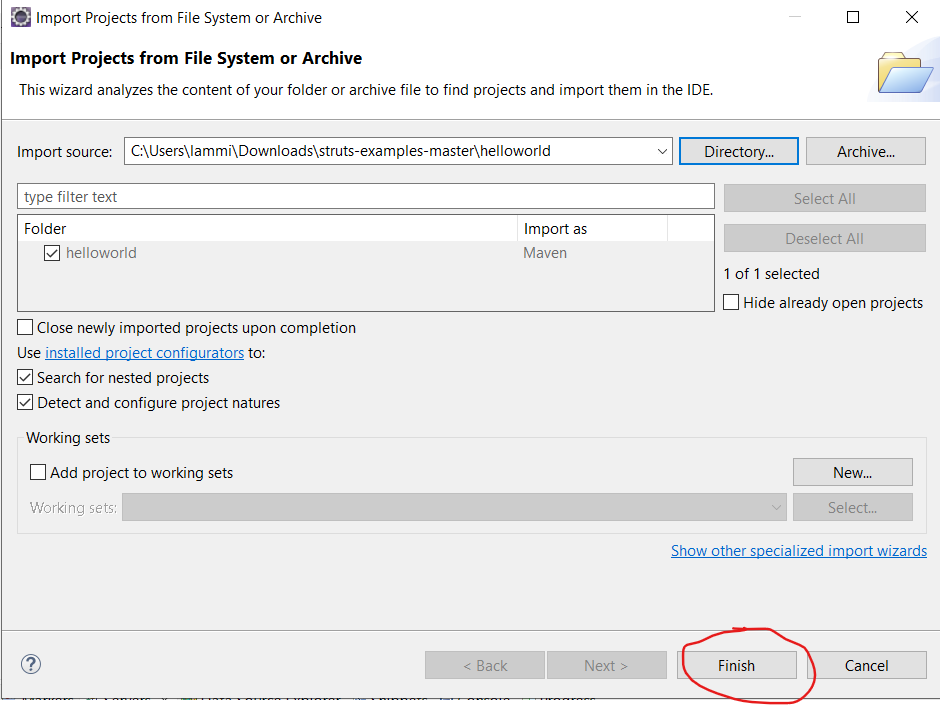 Import Projects from File System or Archive
Import Projects from File System or Archive
This wizard analyzes the content of your folder or archive file to find projects and import them in the IDE.
Import source: C:\Users\lammi\Downloads\struts-examples-master\helloworld Directory... Archive...
type filter text Select All
Folder Import as
helloworld Maven
Deselect All
1 of 1 selected
Hide already open projects
Close newly imported projects upon completion
Use installed project configurators to:
Search for nested projects
Detect and configure project natures
Working sets
Add project to working sets New...
Working sets: Select...
Show other specialized import wizards
? < Back Next > Finish Cancel